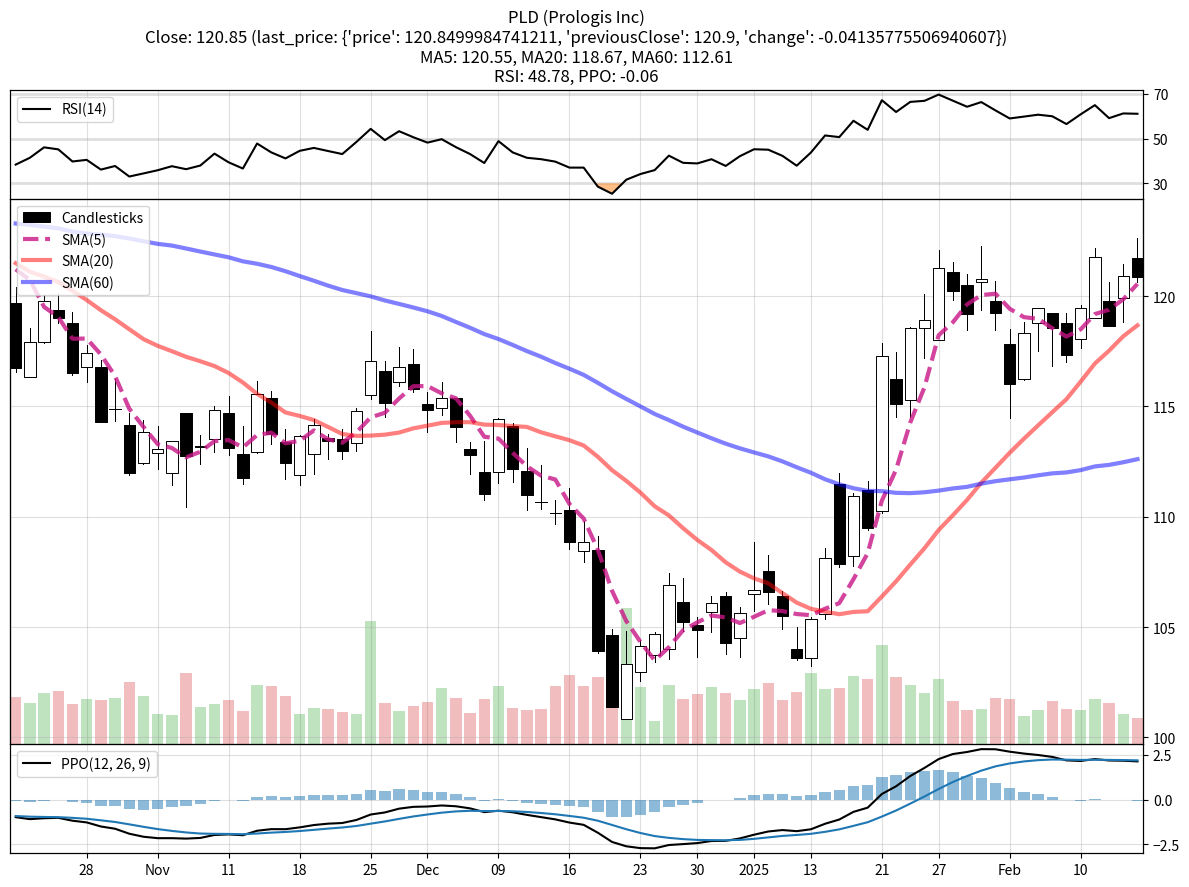 PLD (Prologis Inc)
Close: 120.85 (last_price: {'price': 120.8499984741211, 'previousClose': 120.9, 'change': -0.04135775506940607})
MA5: 120.55, MA20: 118.67, MA60: 112.61
RSI: 48.78, PPO: -0.06
RSI(14)
70
50
30
Candlesticks
SMA(5)
SMA(20)
SMA(60)
120
115
110
105
100
PPO(12, 26, 9)
2.5
0.0
−2.5
28 Nov 11 18 25 Dec 09 16 23 30 2025 13 21 27 Feb 10